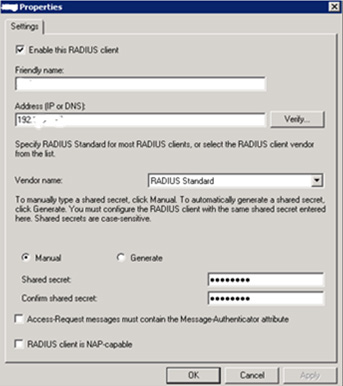 Properties
Settings
Enable this RADIUS client
Friendly name:
Address (IP or DNS):
192.
Verify...
Specify RADIUS Standard for most RADIUS clients, or select the RADIUS client vendor
from the list.
Vendor name:
RADIUS Standard
To manually type a shared secret, click Manual. To automatically generate a shared secret,
click Generate. You must configure the RADIUS client with the same shared secret entered
here. Shared secrets are case-sensitive.
Manual
Generate
Shared secret:
••••••••
Confirm shared secret:
••••••••
Access-Request messages must contain the Message-Authenticator attribute
RADIUS client is NAP-capable
OK
Cancel
Apply